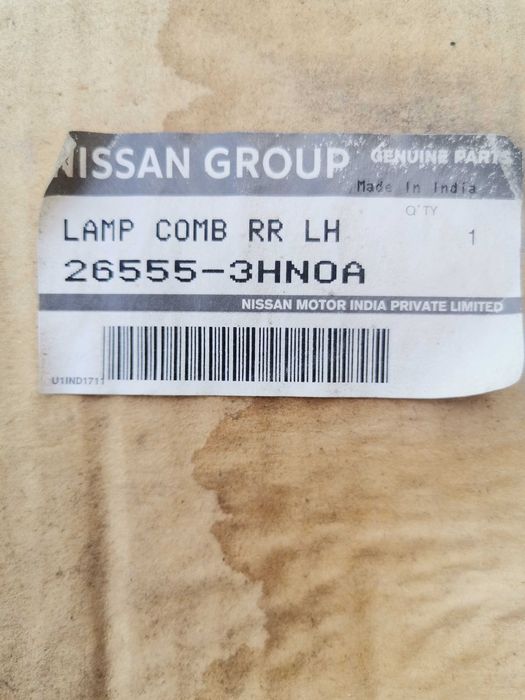 NISSAN GROUP GENUINE PARTS
Made in India
Q'TY
LAMP COMB RR LH 1
26555-3HN0A
NISSAN MOTOR INDIA PRIVATE LIMITED
U1IND1711